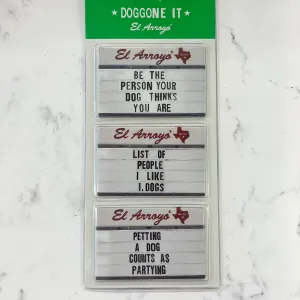 DOGGONE IT
El Arroyo
El Arroyo
BE THE
PERSON YOUR
DOG THINKS
YOU ARE
El Arroyo
LIST OF
PEOPLE
I LIKE
1.DOGS
El Arroyo
PETTING
A DOG
COUNTS AS
PARTYING